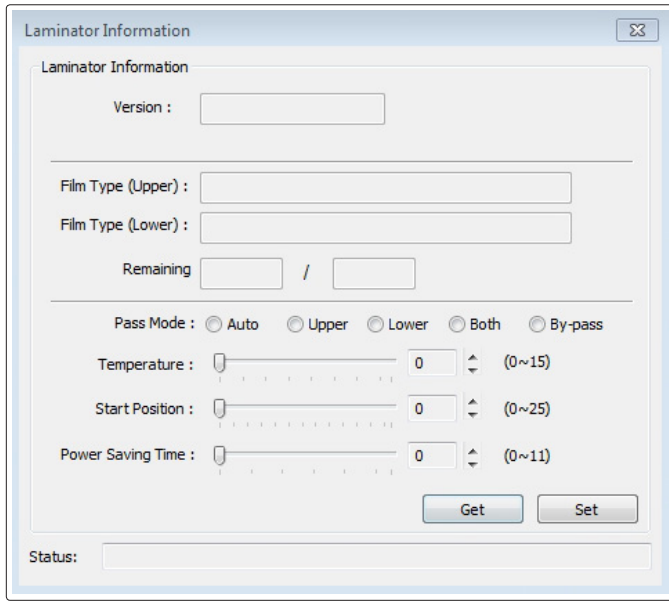 Laminator Information
Laminator Information
Version :
Film Type (Upper) :
Film Type (Lower) :
Remaining /
Pass Mode : Auto Upper Lower Both By-pass
Temperature : 0 (0~15)
Start Position : 0 (0~25)
Power Saving Time : 0 (0~11)
Get Set
Status: